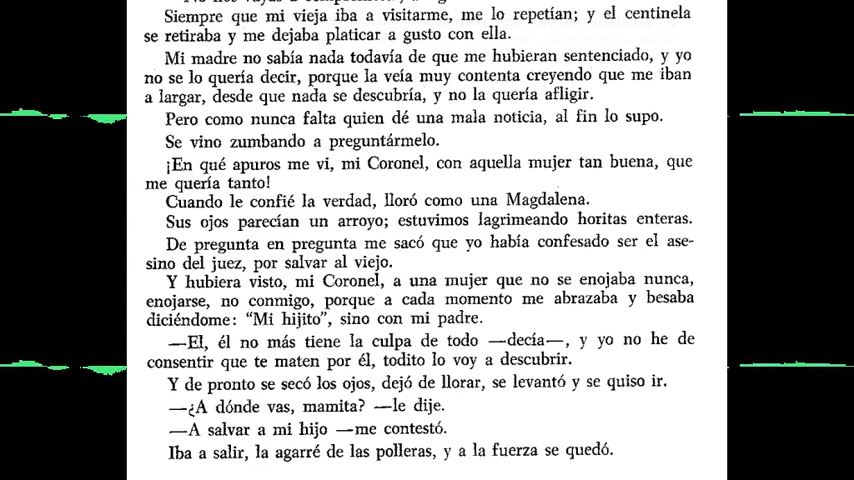 Siempre que mi vieja iba a visitarme, me lo repetían; y el centinela
se retiraba y me dejaba platicar a gusto con ella.
Mi madre no sabía nada todavía de que me hubieran sentenciado, y yo
no se lo quería decir, porque la veía muy contenta creyendo que me iban
a largar, desde que nada se descubría, y no la quería afligir.
Pero como nunca falta quien dé una mala noticia, al fin lo supo.
Se vino zumbando a preguntármelo.
¡En qué apuros me vi, mi Coronel, con aquella mujer tan buena, que
me quería tanto!
Cuando le confié la verdad, lloró como una Magdalena.
Sus ojos parecían un arroyo; estuvimos lagrimeando horitas enteras.
De pregunta en pregunta me sacó que yo había confesado ser el ase-
sino del juez, por salvar al viejo.
Y hubiera visto, mi Coronel, a una mujer que no se enojaba nunca,
enojarse, no conmigo, porque a cada momento me abrazaba y besaba
diciéndome: "Mi hijito", sino con mi padre.
—El, él no más tiene la culpa de todo —decía—, y yo no he de
consentir que te maten por él, todito lo voy a descubrir.
Y de pronto se secó los ojos, dejó de llorar, se levantó y se quiso ir.
—¿A dónde vas, mamita? —le dije.
—A salvar a mi hijo —me contestó.
Iba a salir, la agarré de las polleras, y a la fuerza se quedó.